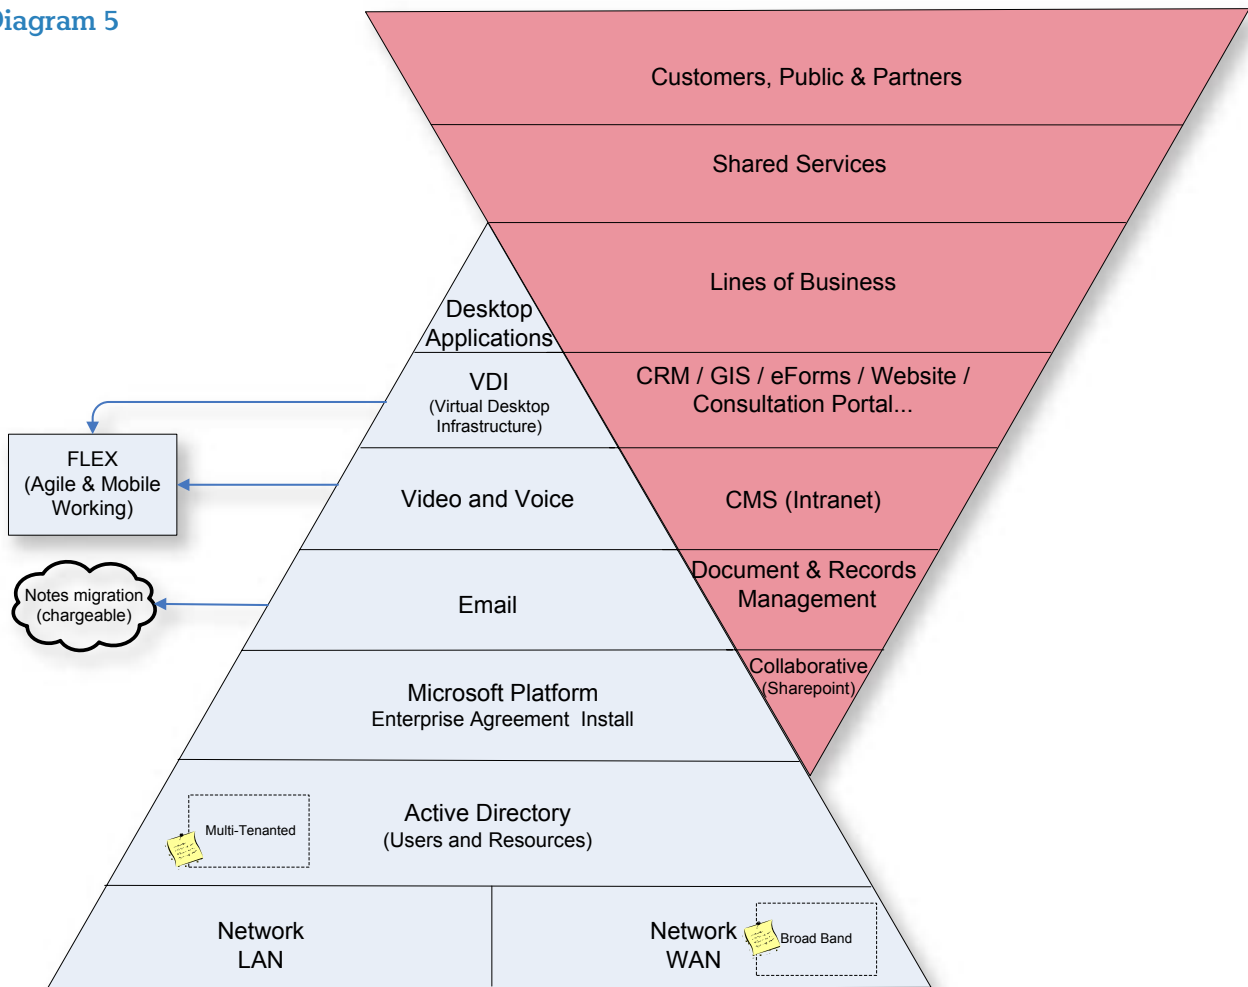 Diagram 5
Customers, Public & Partners
Shared Services
Lines of Business
Desktop
Applications
CRM / GIS / eForms / Website /
Consultation Portal...
VDI
(Virtual Desktop
Infrastructure)
FLEX
(Agile & Mobile
Working)
Video and Voice
CMS (Intranet)
Notes migration
(chargeable)
Email
Document & Records
Management
Collaborative
(Sharepoint)
Microsoft Platform
Enterprise Agreement Install
Active Directory
(Users and Resources)
Multi-Tenanted
Network
LAN
Network
WAN
Broad Band